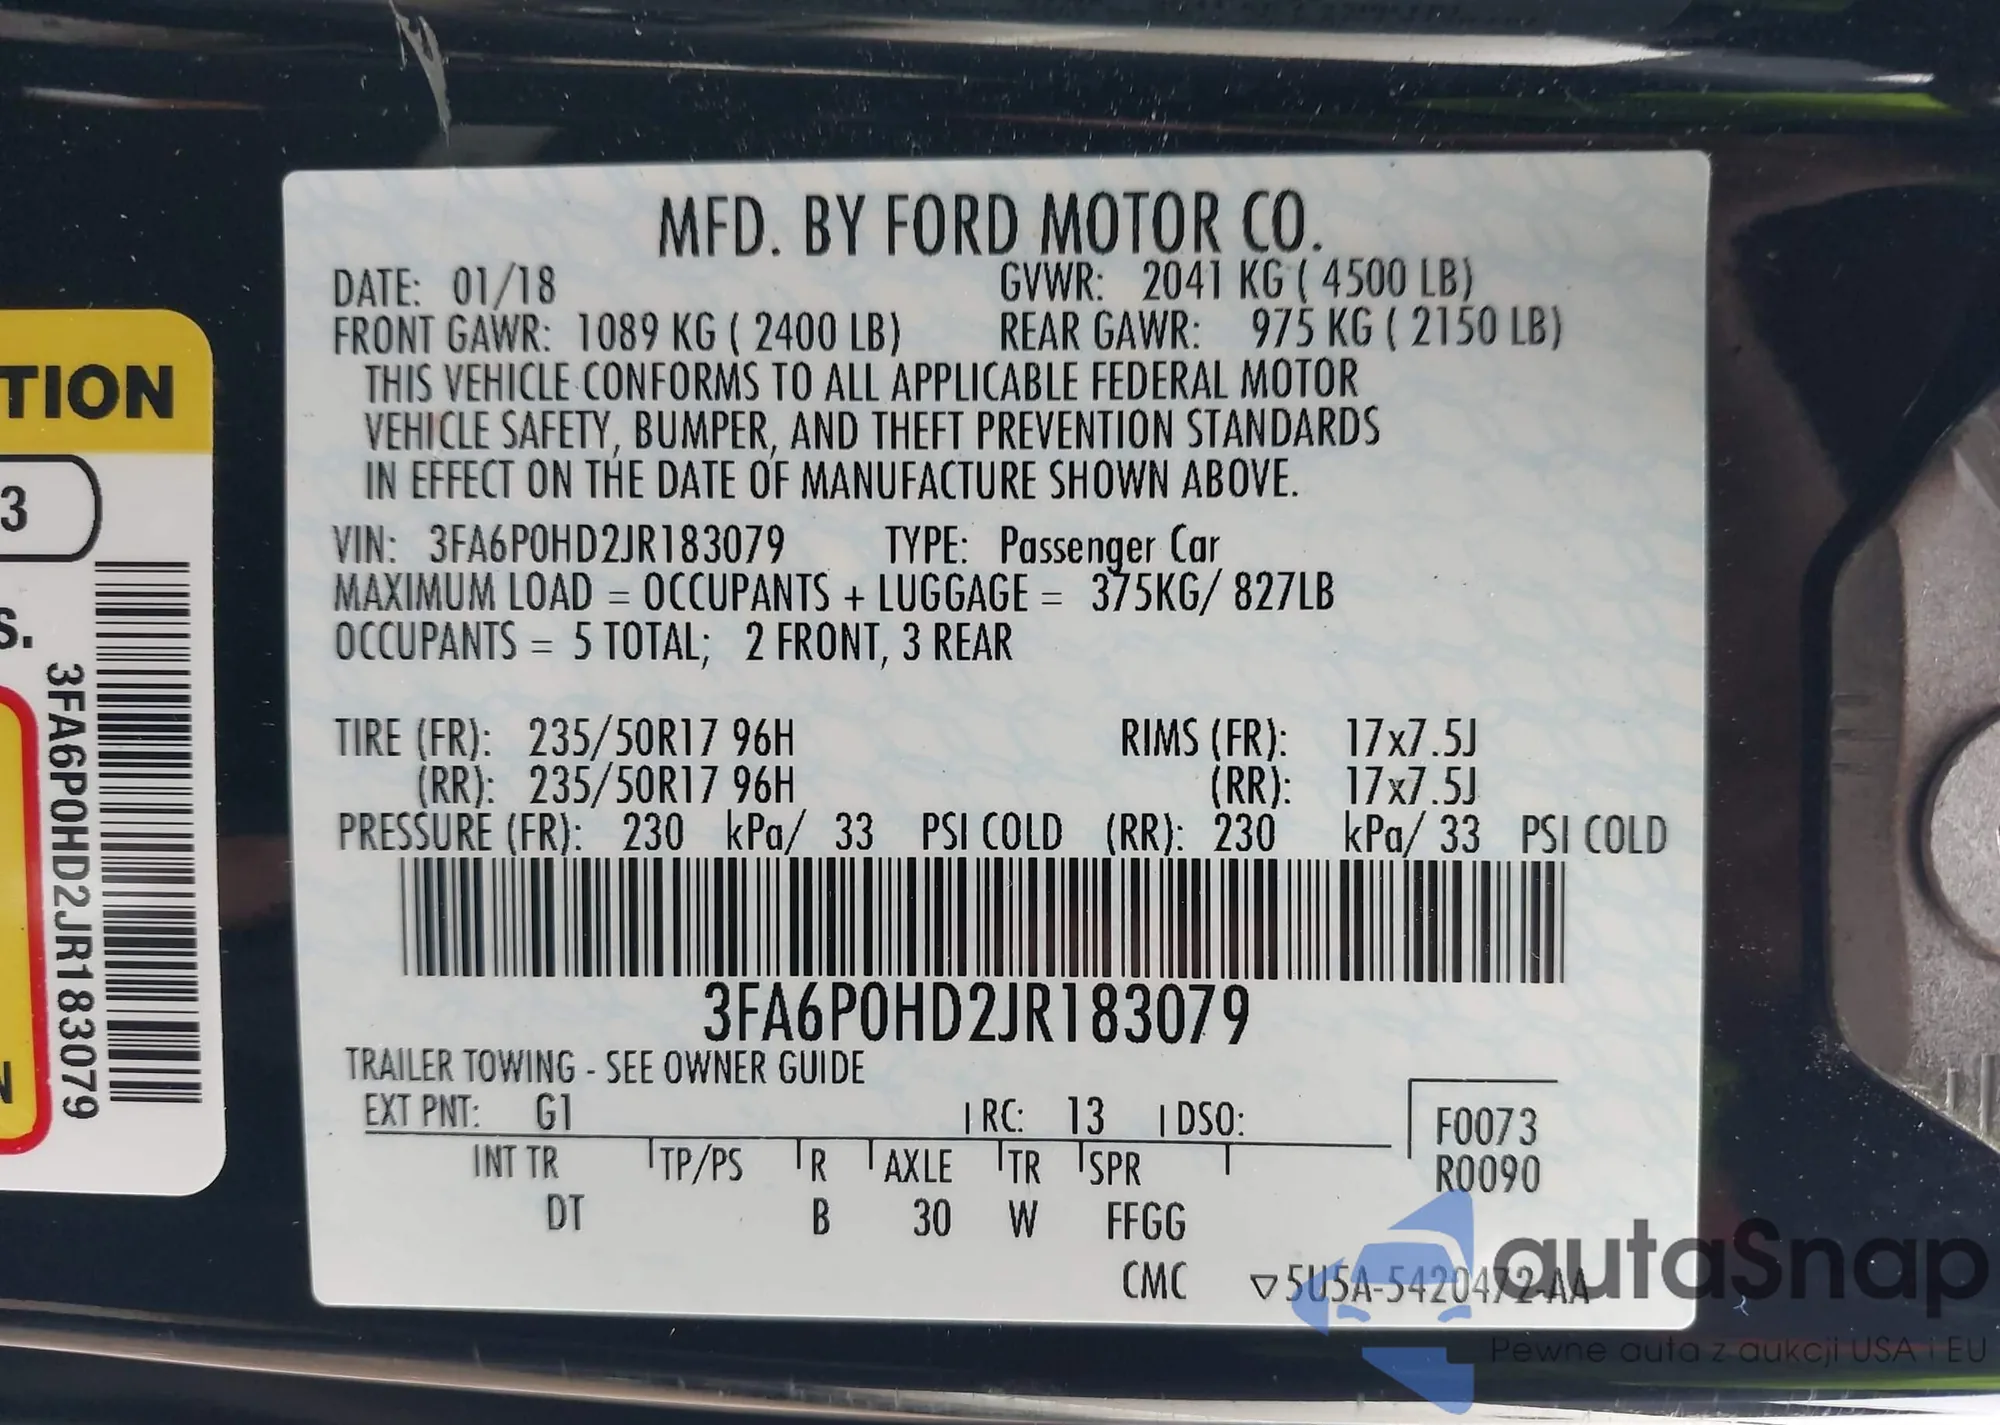 MFD. BY FORD MOTOR CO.
DATE: 01/18 GVWR: 2041 KG ( 4500 LB)
FRONT GAWR: 1089 KG ( 2400 LB) REAR GAWR: 975 KG ( 2150 LB)
THIS VEHICLE CONFORMS TO ALL APPLICABLE FEDERAL MOTOR
VEHICLE SAFETY, BUMPER, AND THEFT PREVENTION STANDARDS
IN EFFECT ON THE DATE OF MANUFACTURE SHOWN ABOVE.
VIN: 3FA6P0HD2JR183079 TYPE: Passenger Car
MAXIMUM LOAD = OCCUPANTS + LUGGAGE = 375KG/ 827LB
OCCUPANTS = 5 TOTAL; 2 FRONT, 3 REAR
TIRE (FR): 235/50R17 96H RIMS (FR): 17x7.5J
(RR): 235/50R17 96H (RR): 17x7.5J
PRESSURE (FR): 230 kPa/ 33 PSI COLD (RR): 230 kPa/ 33 PSI COLD
3FA6P0HD2JR183079
TRAILER TOWING - SEE OWNER GUIDE
EXT PNT: G1 RC: 13 DSO:
F0073
R0090
INT TR TP/PS R AXLE TR SPR
DT B 30 W FFGG
CMC ▽5U5A-5420472-AA
TION
3
S.
3FA6P0HD2JR183079
N
autaSnap
Pewne auta z aukcji USA i EU